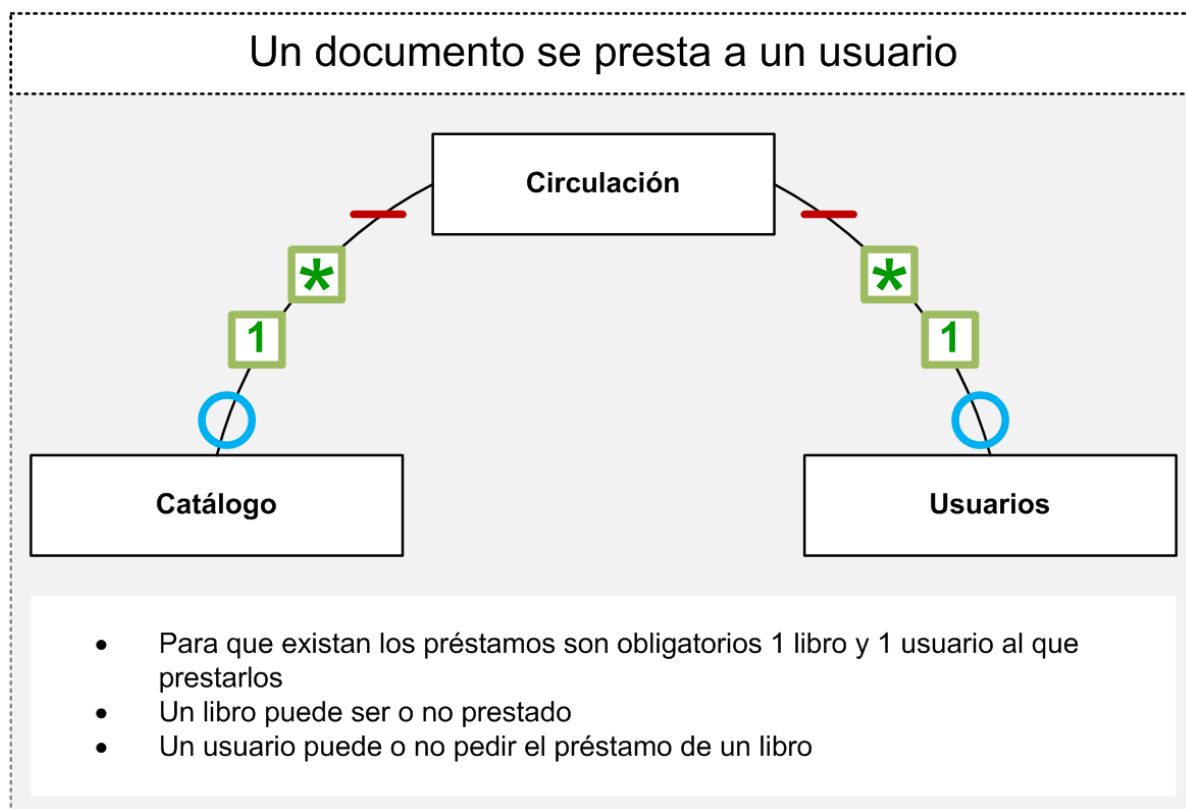 Un documento se presta a un usuario
Circulación
*
*
1
1
Catálogo
Usuarios
• Para que existan los préstamos son obligatorios 1 libro y 1 usuario al que
prestarlos
• Un libro puede ser o no prestado
• Un usuario puede o no pedir el préstamo de un libro